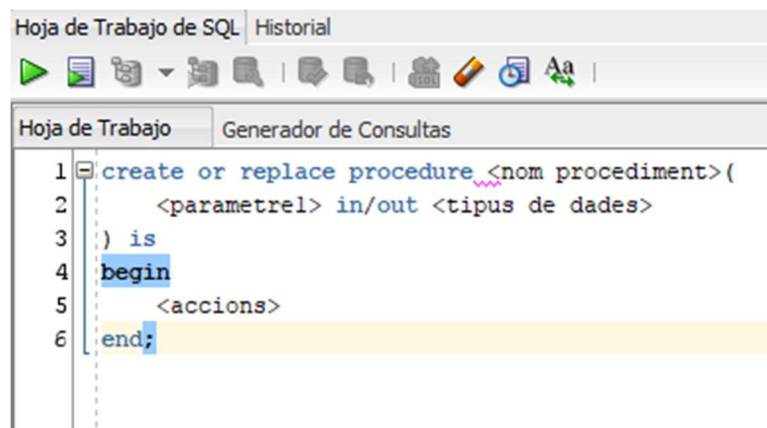 Hoja de Trabajo de SQL Historial
Aa
Hoja de Trabajo Generador de Consultas
1 create or replace procedure <nom procediment>(
2 <parametre1> in/out <tipus de dades>
3 ) is
4 begin
5 <accions>
6 end;